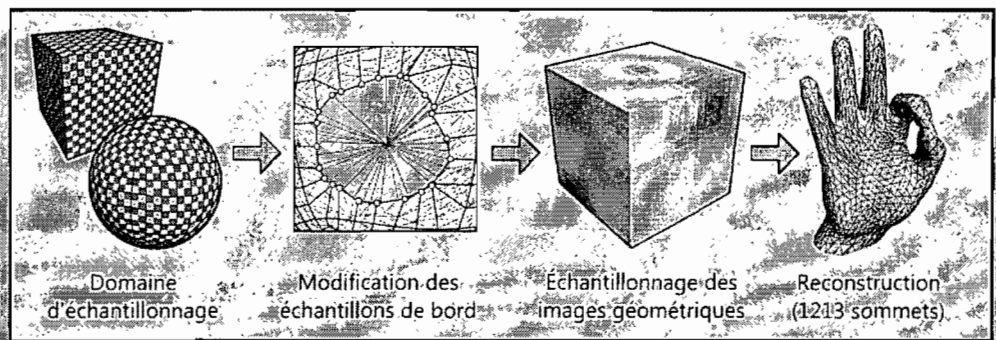 Domaine
d'échantillonnage
Modification des
échantillons de bord
Échantillonnage des
images géométriques
Reconstruction
(1213 sommets)